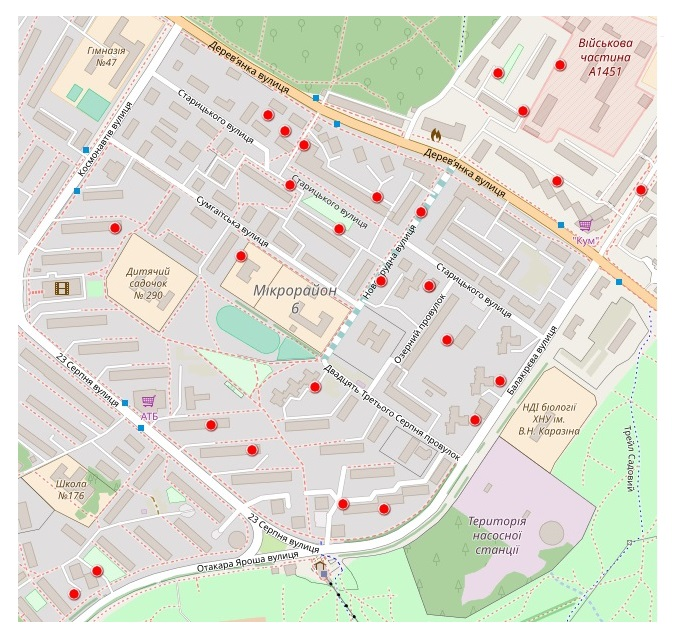 Гімназія
№47
Дерев'янка вулиця
Військова
частина
А1451
Старицького вулиця
Космонавтів вулиця
Дерев'янка вулиця
Старицького вулиця
Сумгаїтська вулиця
"Кум"
Новопрудна вулиця
Старицького вулиця
Дитячий
садочок
№ 290
Мікрорайон
6
Озерний провулок
Балакірєва вулиця
23 Серпня вулиця
Двадцять Третього Серпня провулок
АТБ
НДІ біології
ХНУ ім.
В.Н. Каразіна
Трейл Садовий
Школа
№176
23 Серпня вулиця
Територія
насосної
станції
Отакара Яроша вулиця